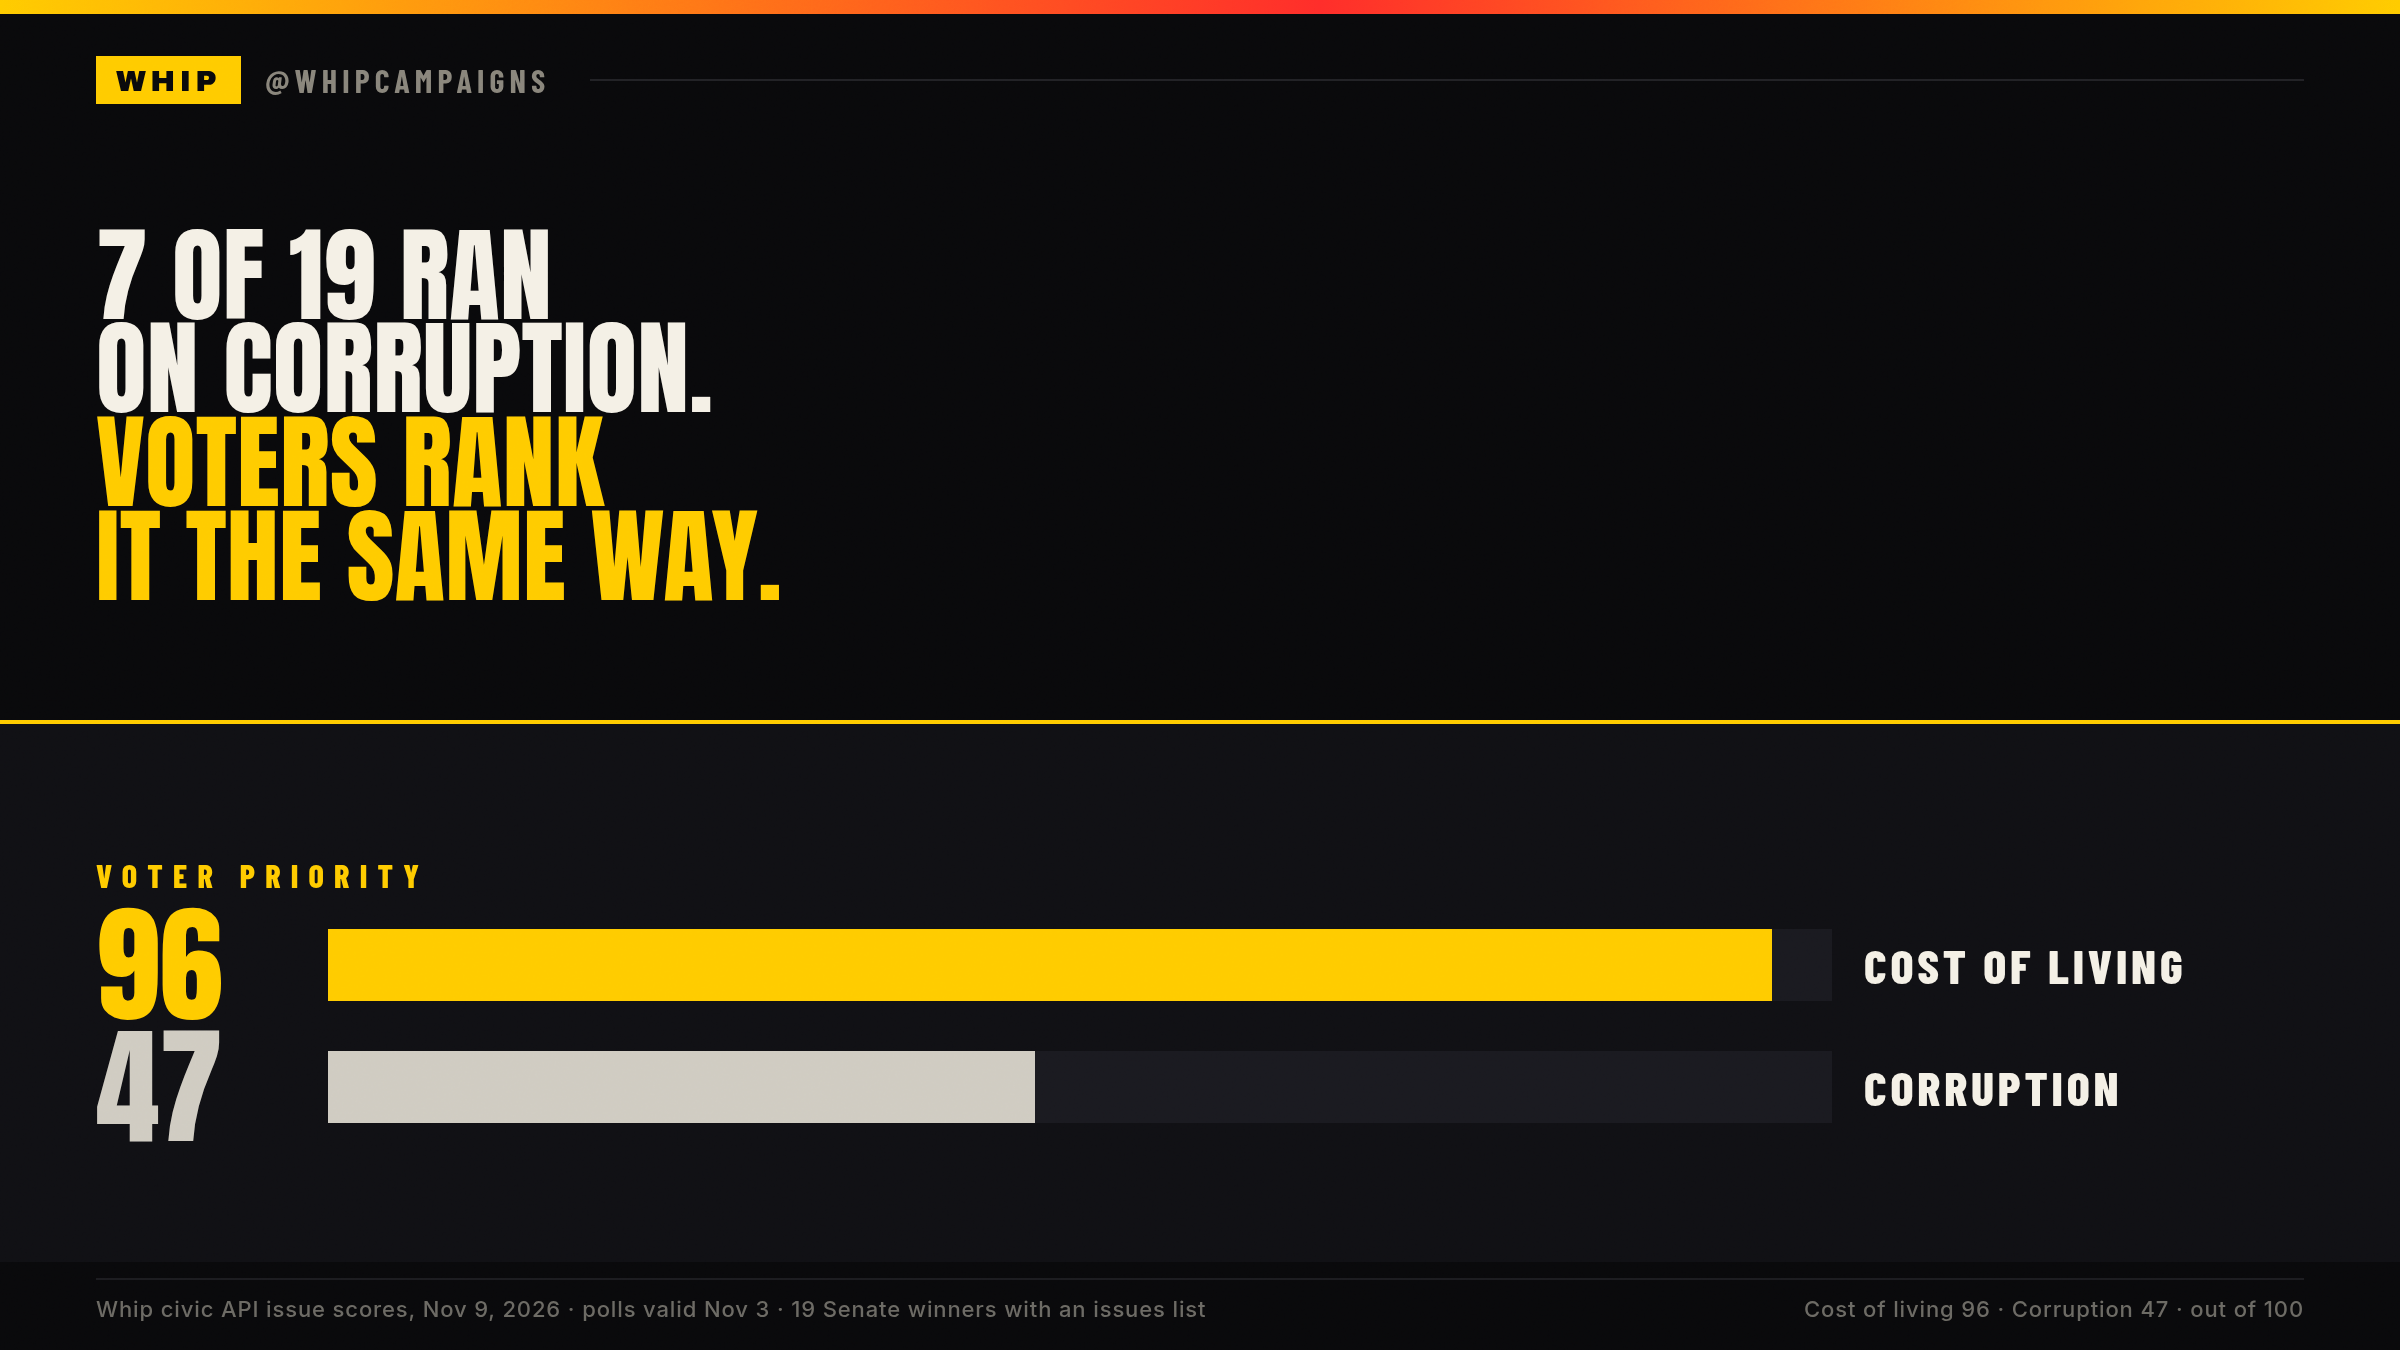 WHIP @WHIPCAMPAIGNS
7 OF 19 RAN
ON CORRUPTION.
VOTERS RANK
IT THE SAME WAY.
VOTER PRIORITY
96 COST OF LIVING
47 CORRUPTION
Whip civic API issue scores, Nov 9, 2026 · polls valid Nov 3 · 19 Senate winners with an issues list
Cost of living 96 · Corruption 47 · out of 100